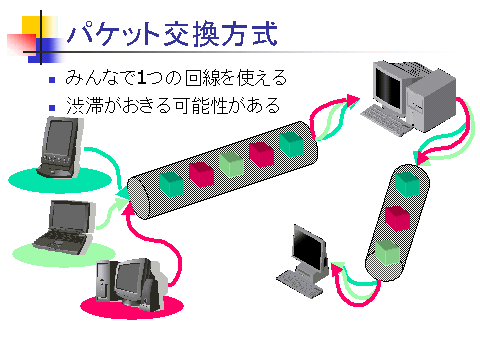 パケット交換方式
みんなで1つの回線を使える
渋滞がおきる可能性がある